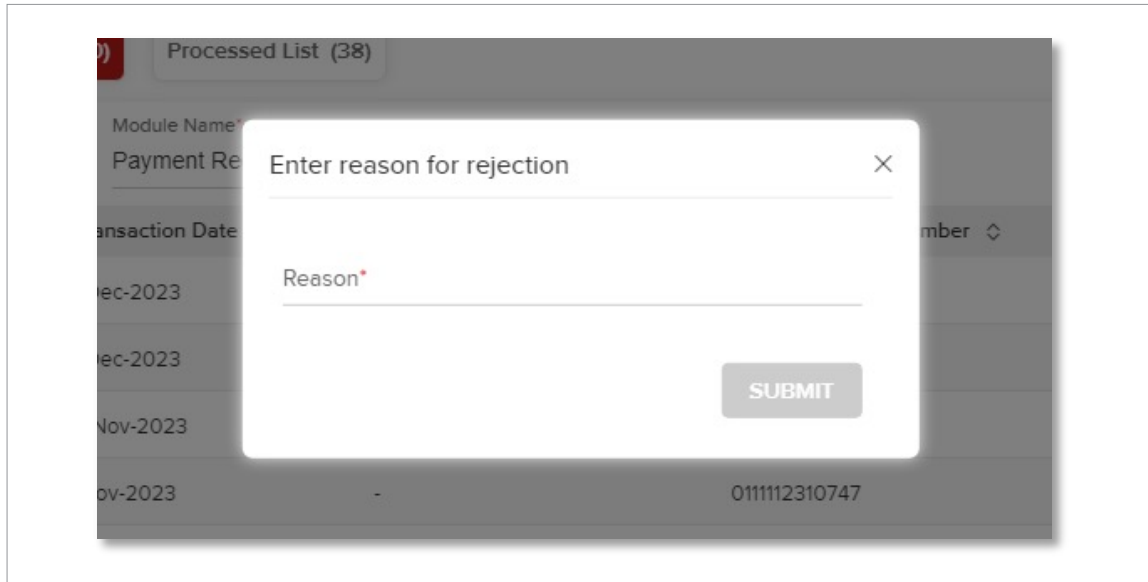 Processed List (38)
Module Name*
Payment Re
Enter reason for rejection
ansaction Date
mber
Reason*
ec-2023
ec-2023
SUBMIT
Nov-2023
ov-2023 - 0111112310747